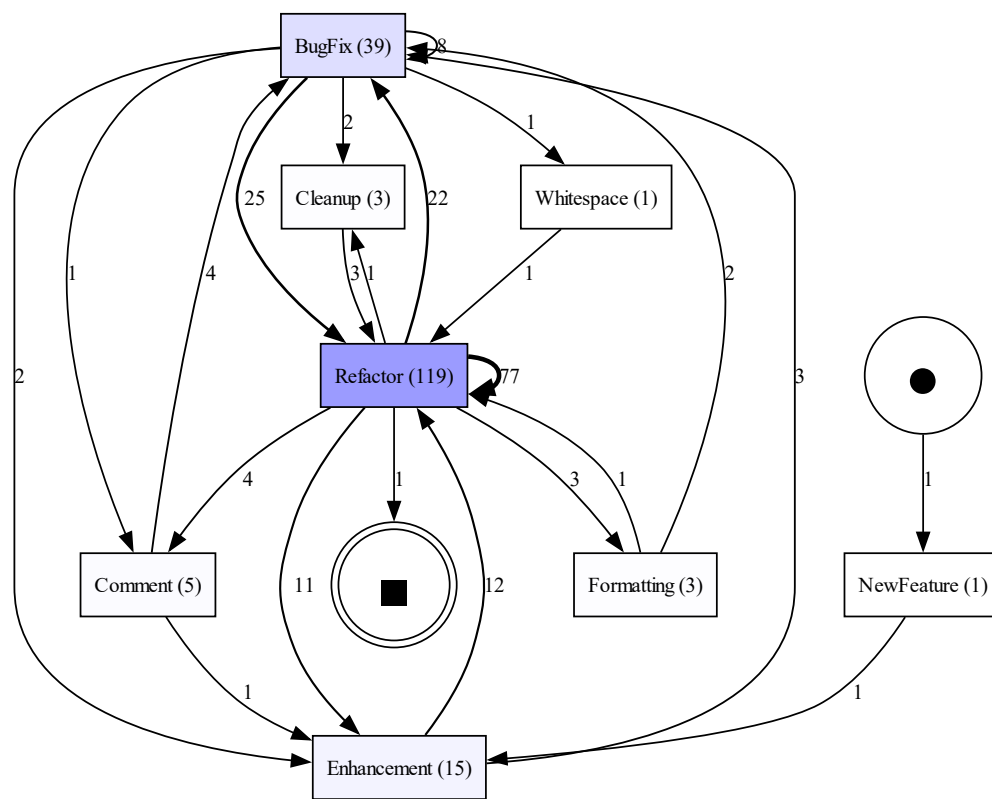 BugFix (39)
8
2
1
Cleanup (3)
Whitespace (1)
25
22
1
4
3
1
1
2
Refactor (119)
77
2
3
4
1
3
1
1
Comment (5)
11
12
Formatting (3)
NewFeature (1)
1
1
Enhancement (15)